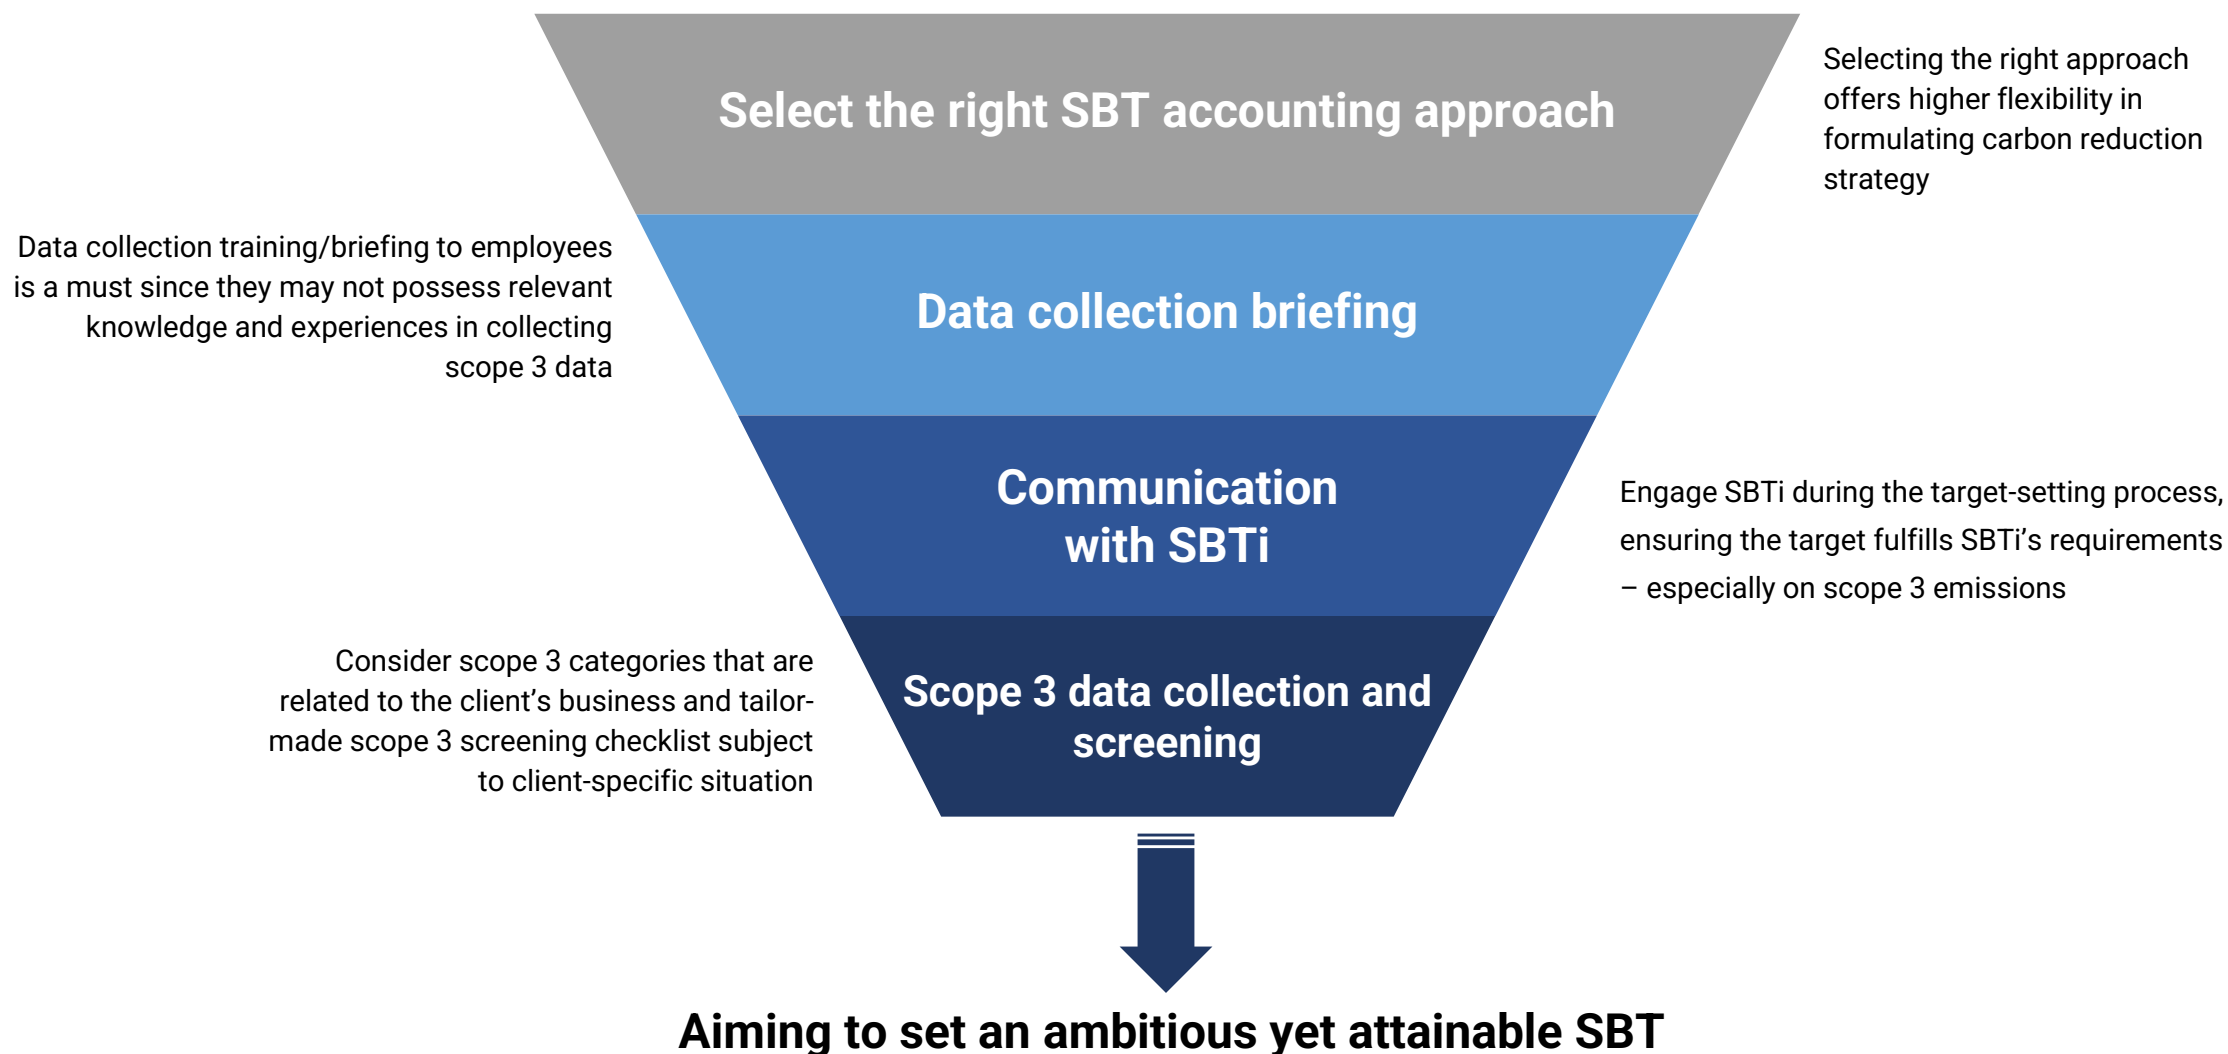 Select the right SBT accounting approach
Selecting the right approach
offers higher flexibility in
formulating carbon reduction
strategy
Data collection training/briefing to employees
is a must since they may not possess relevant
knowledge and experiences in collecting
scope 3 data
Data collection briefing
Communication
with SBTi
Engage SBTi during the target-setting process,
ensuring the target fulfills SBTi’s requirements
– especially on scope 3 emissions
Consider scope 3 categories that are
related to the client’s business and tailor-
made scope 3 screening checklist subject
to client-specific situation
Scope 3 data collection and
screening
Aiming to set an ambitious yet attainable SBT